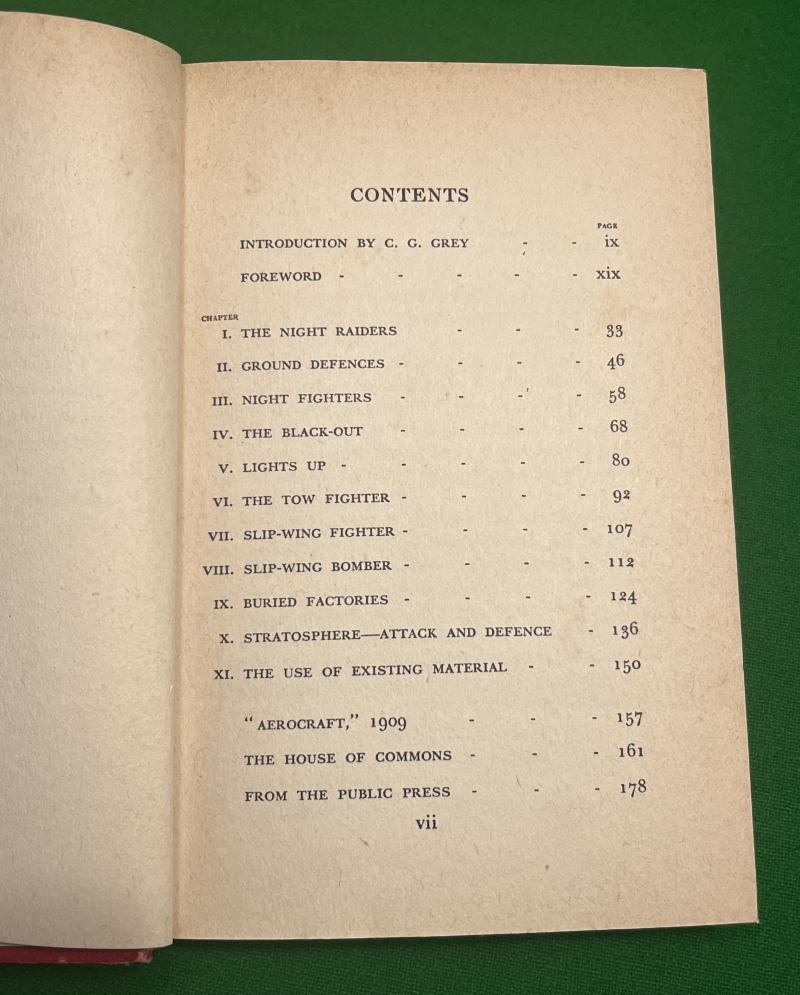 CONTENTS
PAGE
INTRODUCTION BY C. G. GREY - - ix
FOREWORD - - - - - xix
CHAPTER
I. THE NIGHT RAIDERS - - - 33
II. GROUND DEFENCES - - - - 46
III. NIGHT FIGHTERS - - - - 58
IV. THE BLACK-OUT - - - - 68
V. LIGHTS UP - - - - - 80
VI. THE TOW FIGHTER - - - - 92
VII. SLIP-WING FIGHTER - - - - 107
VIII. SLIP-WING BOMBER - - - - 112
IX. BURIED FACTORIES - - - - 124
X. STRATOSPHERE—ATTACK AND DEFENCE - 136
XI. THE USE OF EXISTING MATERIAL - - 150
"AEROCRAFT," 1909 - - - 157
THE HOUSE OF COMMONS - - - 161
FROM THE PUBLIC PRESS - - - 178
vii